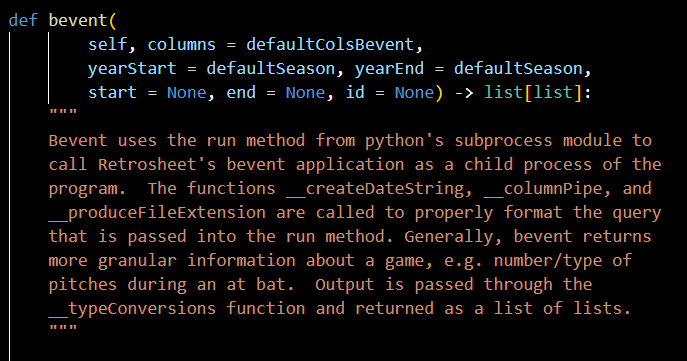 def bevent(
self, columns = defaultColsBevent,
yearStart = defaultSeason, yearEnd = defaultSeason,
start = None, end = None, id = None) -> list[list]:
"""
Bevent uses the run method from python's subprocess module to
call Retrosheet's bevent application as a child process of the
program.  The functions __createDateString, __columnPipe, and
__produceFileExtension are called to properly format the query
that is passed into the run method. Generally, bevent returns
more granular information about a game, e.g. number/type of
pitches during an at bat.  Output is passed through the
__typeConversions function and returned as a list of lists.
"""